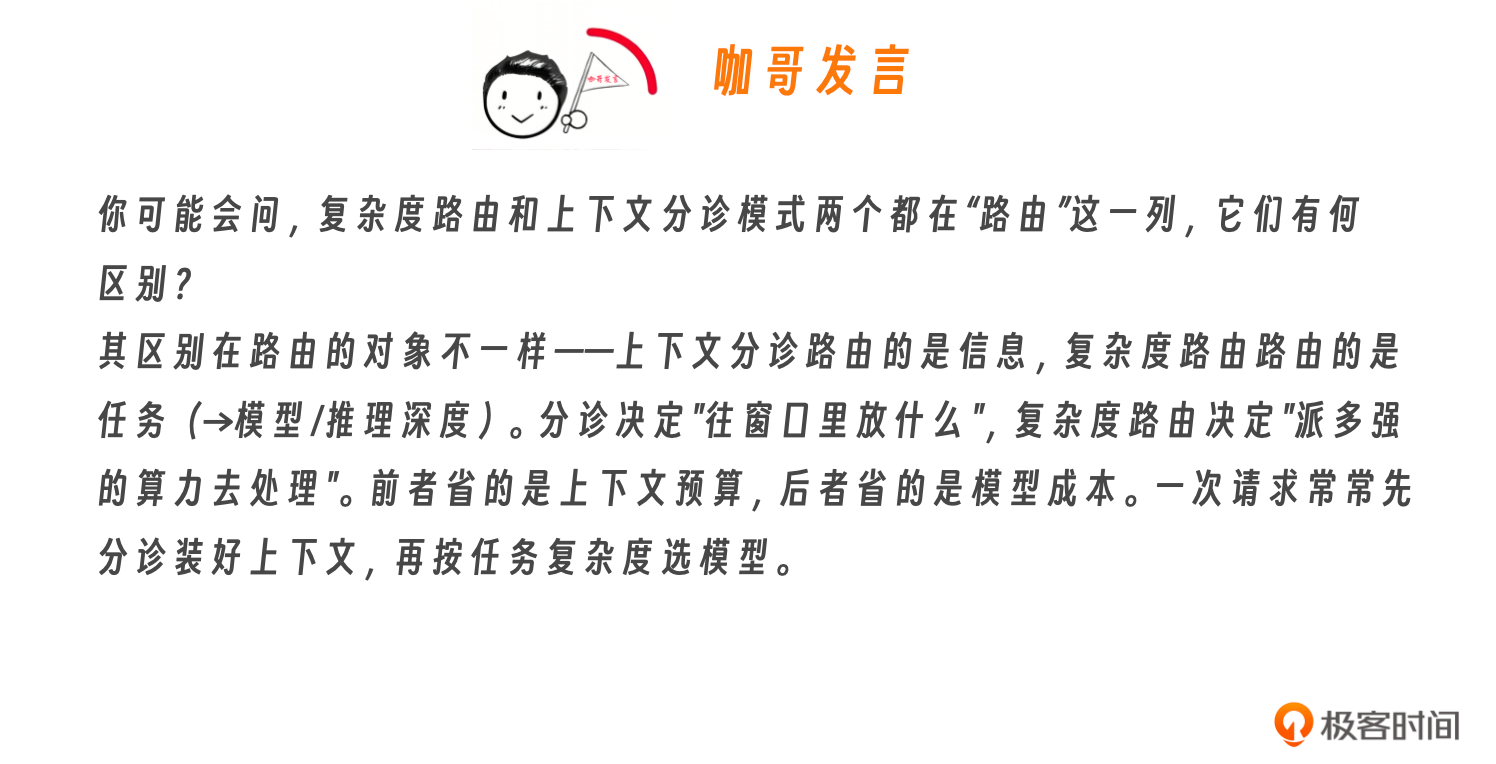 咖哥发言
咖哥发言
你可能会问，复杂度路由和上下文分诊模式两个都在“路由”这一列，它们有何
区别？
其区别在路由的对象不一样——上下文分诊路由的是信息，复杂度路由路由的是
任务（→模型/推理深度）。分诊决定"往窗口里放什么"，复杂度路由决定"派多强
的算力去处理"。前者省的是上下文预算，后者省的是模型成本。一次请求常常先
分诊装好上下文，再按任务复杂度选模型。
极客时间